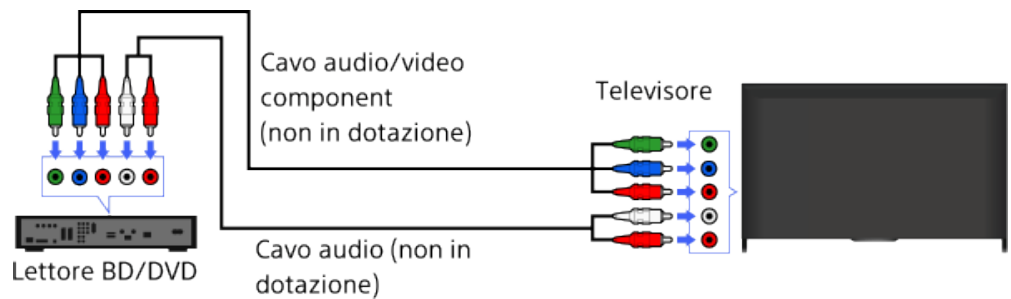 Cavo audio/video
component
(non in dotazione)
Televisore
Cavo audio (non in
dotazione)
Lettore BD/DVD